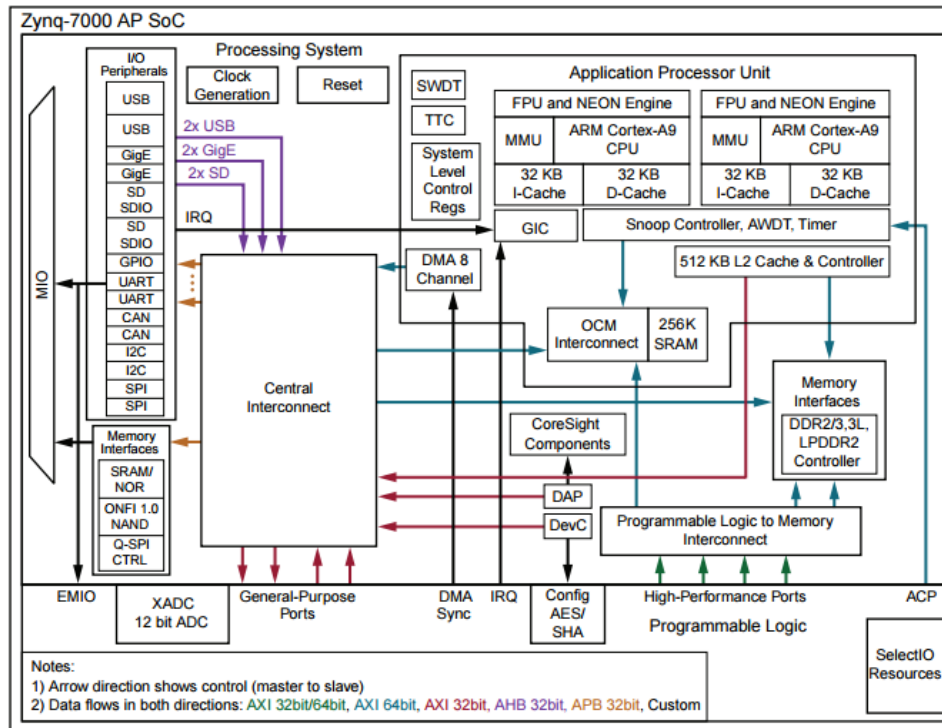 Zynq-7000 AP SoC
I/O
Peripherals
USB
USB
GigE
GigE
SD
SDIO
SD
SDIO
GPIO
UART
UART
CAN
CAN
I2C
I2C
SPI
SPI
MIO
Memory
Interfaces
SRAM/
NOR
ONFI 1.0
NAND
Q-SPI
CTRL
Processing System
Clock
Generation
Reset
2x USB
2x GigE
2x SD
IRQ
Central
Interconnect
SWDT
TTC
System
Level
Control
Regs
DMA 8
Channel
Application Processor Unit
FPU and NEON Engine
MMU
ARM Cortex-A9
CPU
32 KB
I-Cache
32 KB
D-Cache
FPU and NEON Engine
MMU
ARM Cortex-A9
CPU
32 KB
I-Cache
32 KB
D-Cache
GIC
Snoop Controller, AWDT, Timer
512 KB L2 Cache & Controller
OCM
Interconnect
256K
SRAM
Memory
Interfaces
DDR2/3,3L,
LPDDR2
Controller
CoreSight
Components
DAP
DevC
Programmable Logic to Memory
Interconnect
EMIO
XADC
12 bit ADC
General-Purpose
Ports
DMA
Sync
IRQ
Config
AES/
SHA
High-Performance Ports
ACP
Programmable Logic
SelectIO
Resources
Notes:
1) Arrow direction shows control (master to slave)
2) Data flows in both directions: AXI 32bit/64bit, AXI 64bit, AXI 32bit, AHB 32bit, APB 32bit, Custom